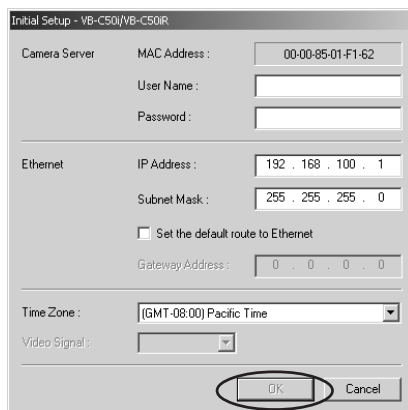 Initial Setup - VB-C50i/VB-C50iR
Camera Server MAC Address : 00-00-85-01-F1-62
User Name :
Password :
Ethernet IP Address : 192 . 168 . 100 . 1
Subnet Mask : 255 . 255 . 255 . 0
Set the default route to Ethernet
Gateway Address : 0 . 0 . 0 . 0
Time Zone : (GMT-08:00) Pacific Time
Video Signal :
OK Cancel